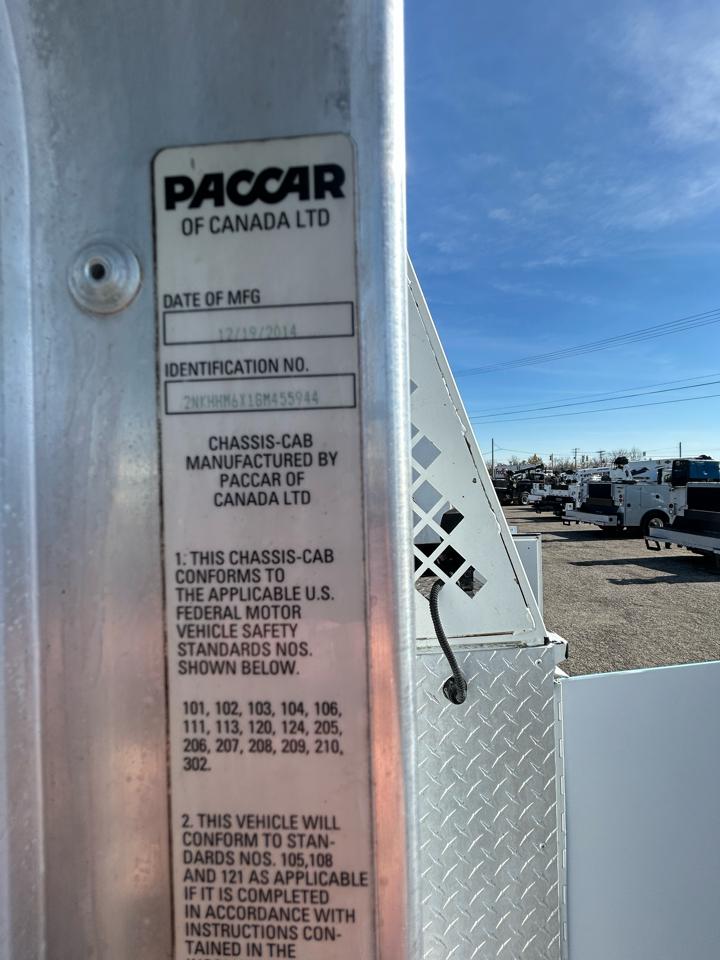 PACCAR
OF CANADA LTD
DATE OF MFG
12/19/2014
IDENTIFICATION NO.
2NKHHM6X1GM455944
CHASSIS-CAB
MANUFACTURED BY
PACCAR OF
CANADA LTD
1. THIS CHASSIS-CAB
CONFORMS TO
THE APPLICABLE U.S.
FEDERAL MOTOR
VEHICLE SAFETY
STANDARDS NOS.
SHOWN BELOW.
101, 102, 103, 104, 106,
111, 113, 120, 124, 205,
206, 207, 208, 209, 210,
302.
2. THIS VEHICLE WILL
CONFORM TO STAN-
DARDS NOS. 105,108
AND 121 AS APPLICABLE
IF IT IS COMPLETED
IN ACCORDANCE WITH
INSTRUCTIONS CON-
TAINED IN THE